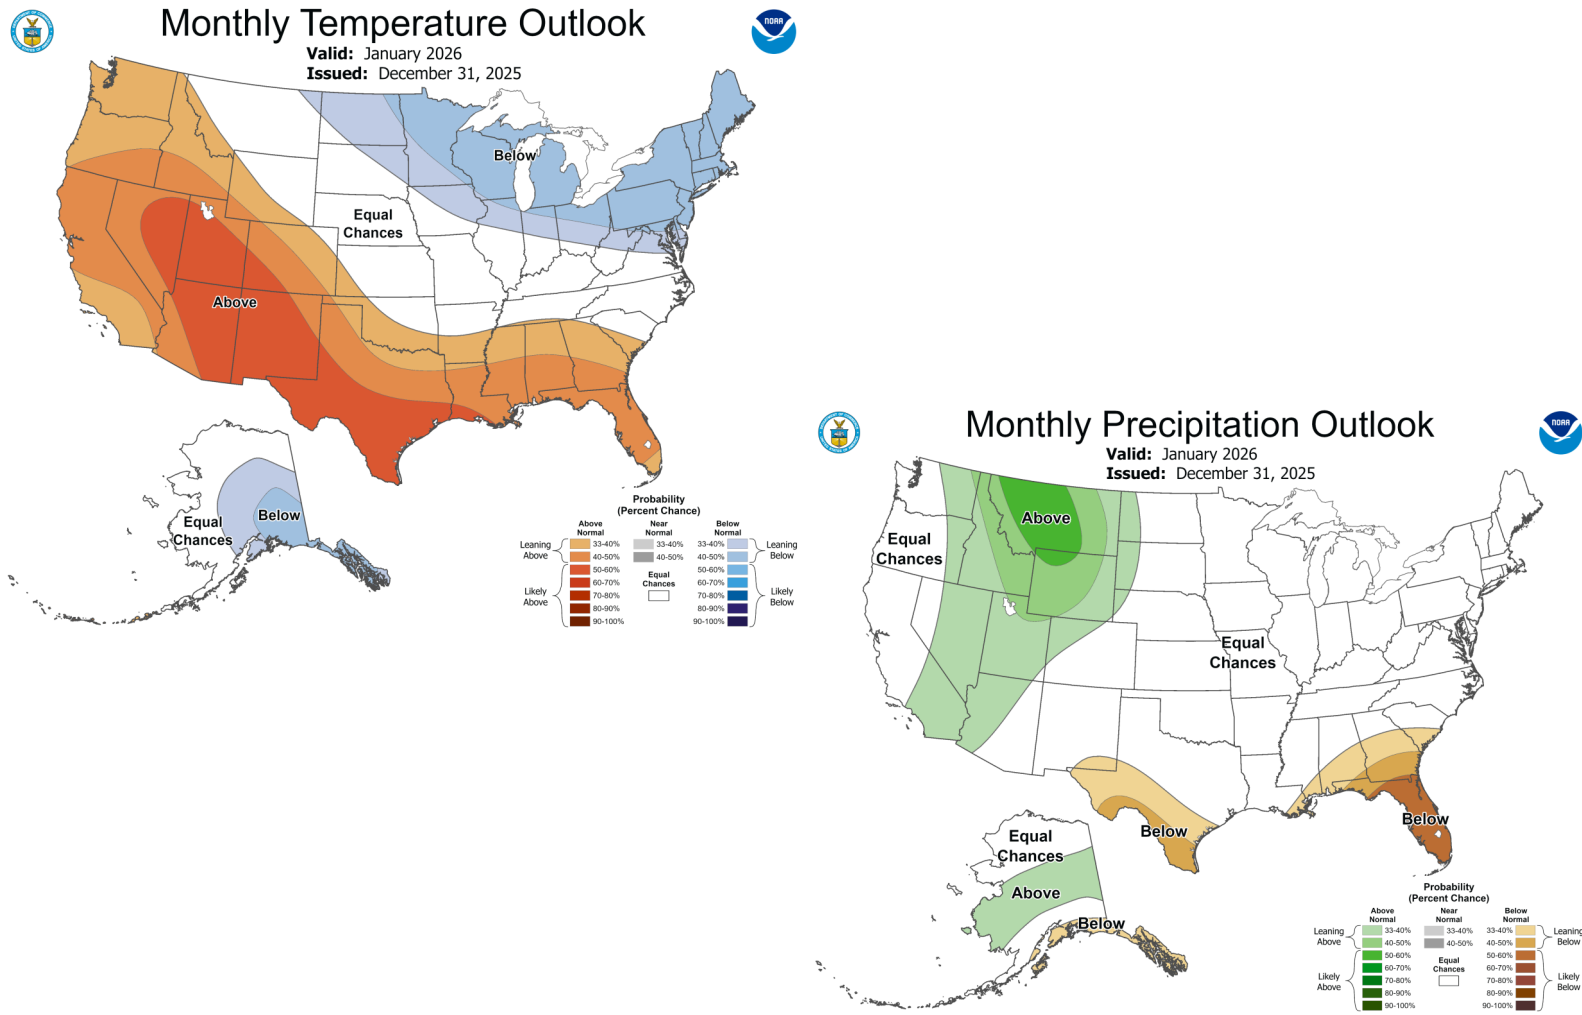 Monthly Temperature Outlook
Valid: January 2026
Issued: December 31, 2025
NOAA
Below
Equal
Chances
Above
Equal
Chances
Below
Probability
(Percent Chance)
Above
Normal
Near
Normal
Below
Normal
Leaning
Above
33-40%
33-40%
33-40%
Leaning
Below
40-50%
40-50%
40-50%
Likely
Above
50-60%
Equal
Chances
50-60%
Likely
Below
60-70%
60-70%
70-80%
70-80%
80-90%
80-90%
90-100%
90-100%
Monthly Precipitation Outlook
Valid: January 2026
Issued: December 31, 2025
NOAA
Above
Equal
Chances
Equal
Chances
Below
Below
Equal
Chances
Above
Below
Probability
(Percent Chance)
Above
Normal
Near
Normal
Below
Normal
Leaning
Above
33-40%
33-40%
33-40%
Leaning
Below
40-50%
40-50%
40-50%
Likely
Above
50-60%
Equal
Chances
50-60%
Likely
Below
60-70%
60-70%
70-80%
70-80%
80-90%
80-90%
90-100%
90-100%